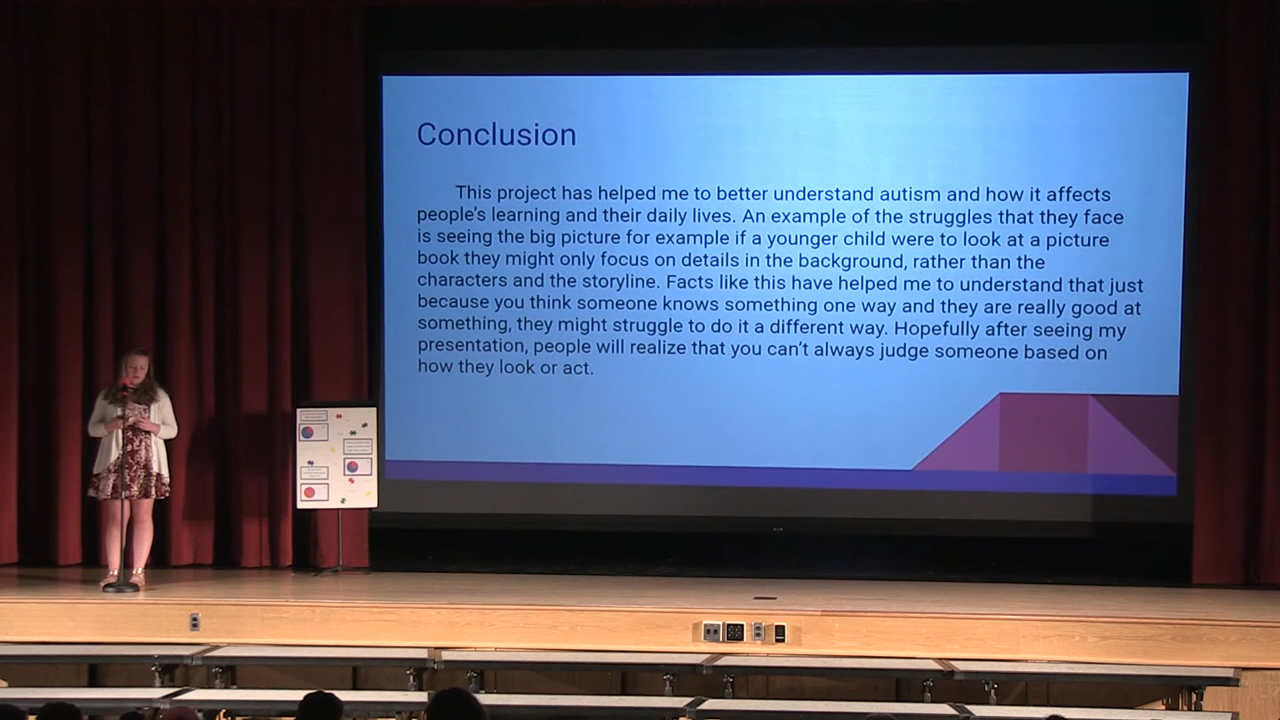 Conclusion
This project has helped me to better understand autism and how it affects
people's learning and their daily lives. An example of the struggles that they face
is seeing the big picture for example if a younger child were to look at a picture
book they might only focus on details in the background, rather than the
characters and the storyline. Facts like this have helped me to understand that just
because you think someone knows something one way and they are really good at
something, they might struggle to do it a different way. Hopefully after seeing my
presentation, people will realize that you can't always judge someone based on
how they look or act.